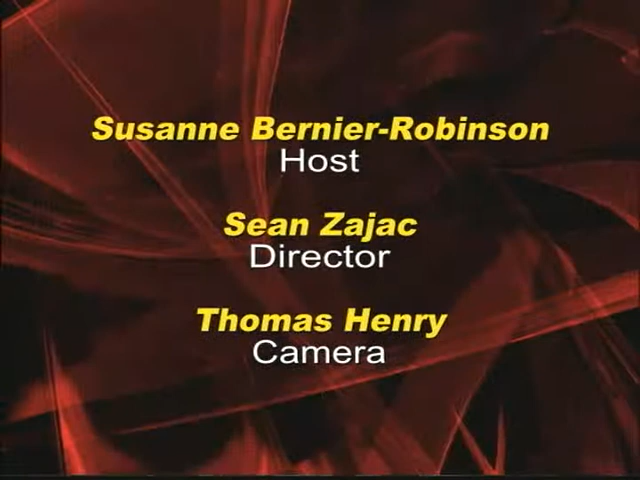 Susanne Bernier-Robinson
Host
Sean Zajac
Director
Thomas Henry
Camera